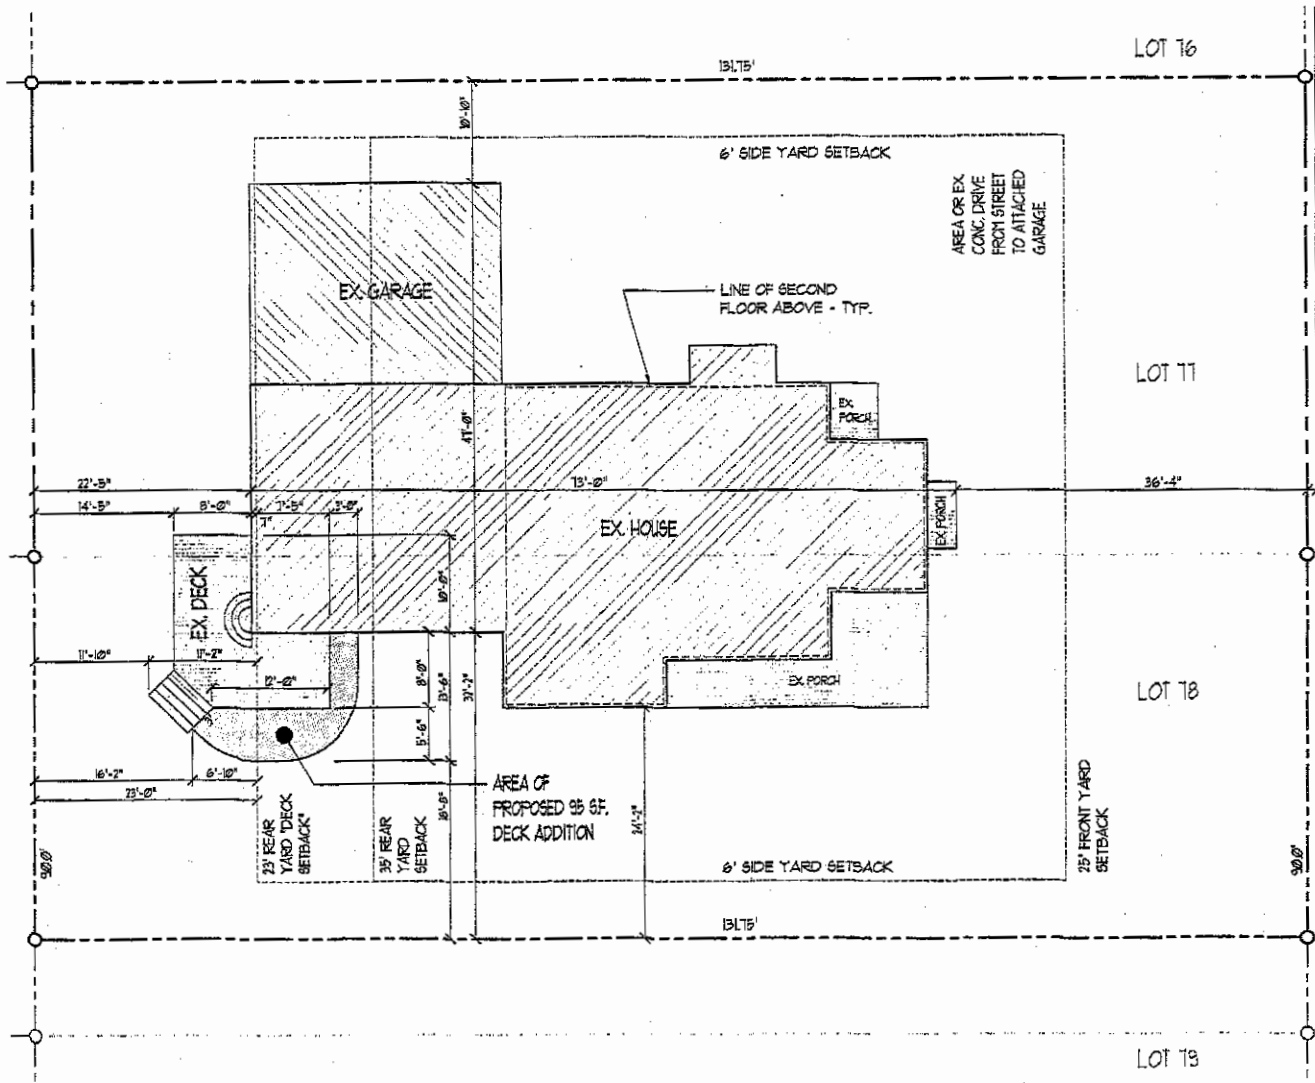 LOT 76
131.75'
10'-10"
6' SIDE YARD SETBACK
AREA OR EX.
CONC. DRIVE
FROM STREET
TO ATTACHED
GARAGE
EX. GARAGE
LINE OF SECOND
FLOOR ABOVE - TYP.
LOT 77
EX.
PORCH
47'-0"
22'-5"
73'-0"
36'-4"
14'-5"
8'-0"
7'-5"
3'-0"
7"
EX. HOUSE
EX. PORCH
EX. DECK
10'-0"
11'-10"
11'-2"
12'-0"
8'-0"
13'-6"
32'-2"
EX. PORCH
LOT 78
5'-6"
16'-2"
6'-10"
23'-0"
AREA OF
PROPOSED 95 S.F.
DECK ADDITION
18'-8"
24'-2"
23' REAR
YARD "DECK
SETBACK"
35' REAR
YARD
SETBACK
25' FRONT YARD
SETBACK
90.0'
6' SIDE YARD SETBACK
90.0'
131.75'
LOT 79